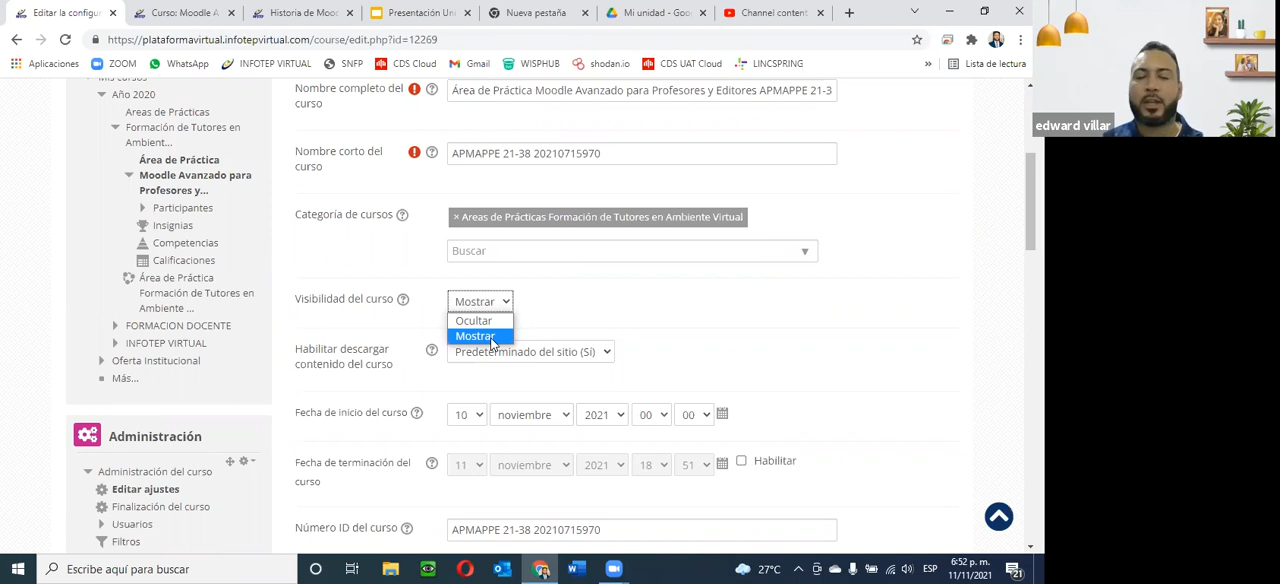 Editar la configur
Curso: Moodle A
Historia de Mooc
Presentación Uni
Nueva pestaña
Mi unidad - Goo
Channel content
https://plataformavirtual.infotepvirtual.com/course/edit.php?id=12269
Aplicaciones ZOOM WhatsApp INFOTEP VIRTUAL SNFP CDS Cloud Gmail WISPHUB shodan.io CDS UAT Cloud LINCSPRING » Lista de lectura
edward villar
Mis cursos
Año 2020
Areas de Prácticas
Formación de Tutores en
Ambient...
Área de Práctica
Moodle Avanzado para
Profesores y...
Participantes
Insignias
Competencias
Calificaciones
Área de Práctica
Formación de Tutores en
Ambiente ...
FORMACION DOCENTE
INFOTEP VIRTUAL
Oferta Institucional
Más...
Administración
Administración del curso
Editar ajustes
Finalización del curso
Usuarios
Filtros
Nombre completo del
curso
Área de Práctica Moodle Avanzado para Profesores y Editores APMAPPE 21-3
Nombre corto del
curso
APMAPPE 21-38 20210715970
Categoría de cursos
× Areas de Prácticas Formación de Tutores en Ambiente Virtual
Buscar
Visibilidad del curso
Mostrar
Ocultar
Mostrar
Habilitar descargar
contenido del curso
Predeterminado del sitio (Sí)
Fecha de inicio del curso
10 noviembre 2021 00 00
Fecha de terminación del
curso
11 noviembre 2021 18 51 Habilitar
Número ID del curso
APMAPPE 21-38 20210715970
Escribe aquí para buscar
27°C
ESP
6:52 p. m.
11/11/2021
21